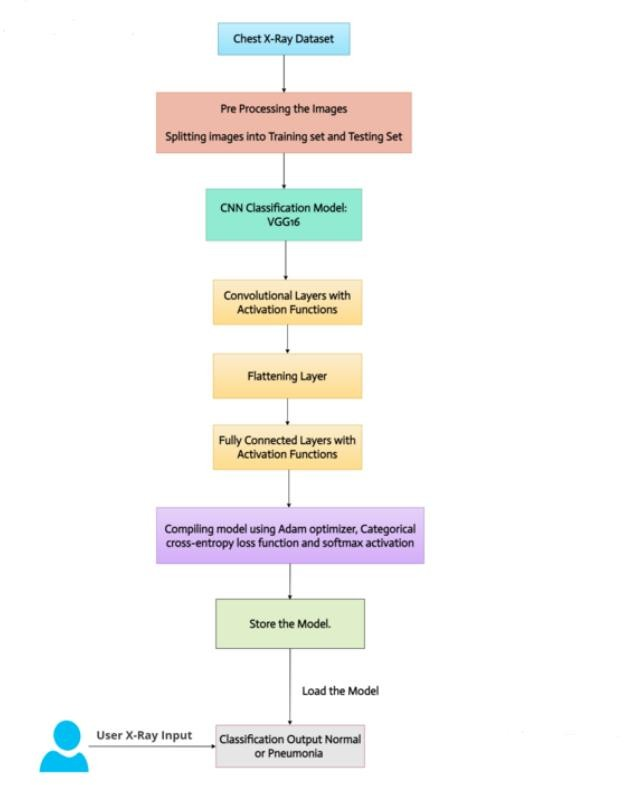 Chest X-Ray Dataset
Pre Processing the Images
Splitting images into Training set and Testing Set
CNN Classification Model:
VGG16
Convolutional Layers with
Activation Functions
Flattening Layer
Fully Connected Layers with
Activation Functions
Compiling model using Adam optimizer, Categorical
cross-entropy loss function and softmax activation
Store the Model.
Load the Model
User X-Ray Input
Classification Output Normal
or Pneumonia